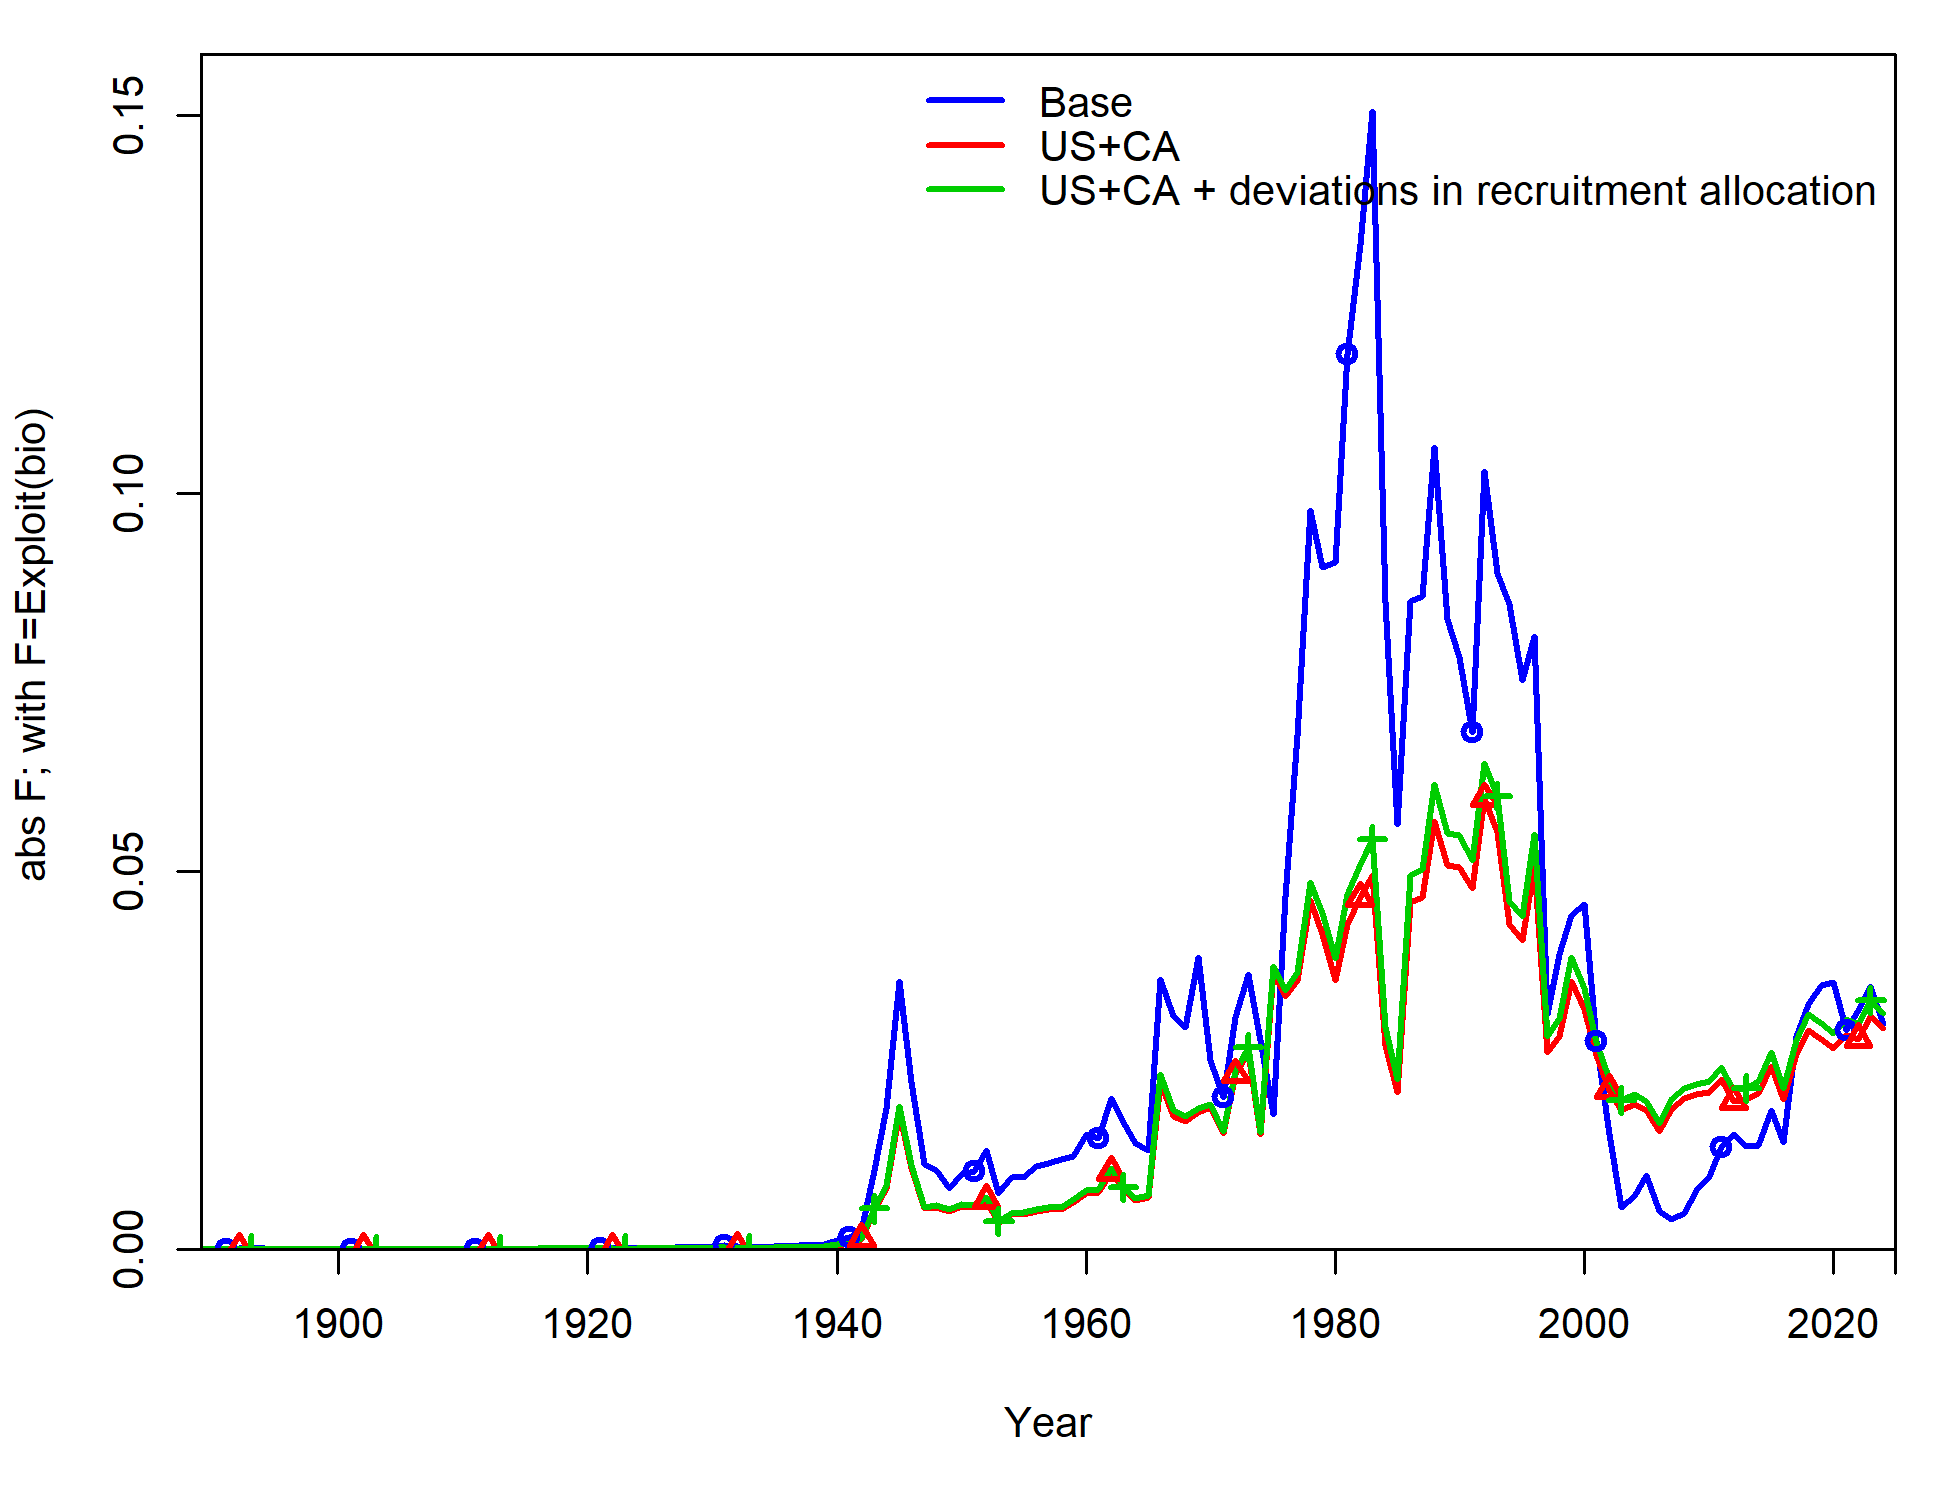 Base
US+CA
US+CA + deviations in recruitment allocation
abs F; with F=Exploit(bio)
0.15
0.10
0.05
0.00
1900 1920 1940 1960 1980 2000 2020
Year